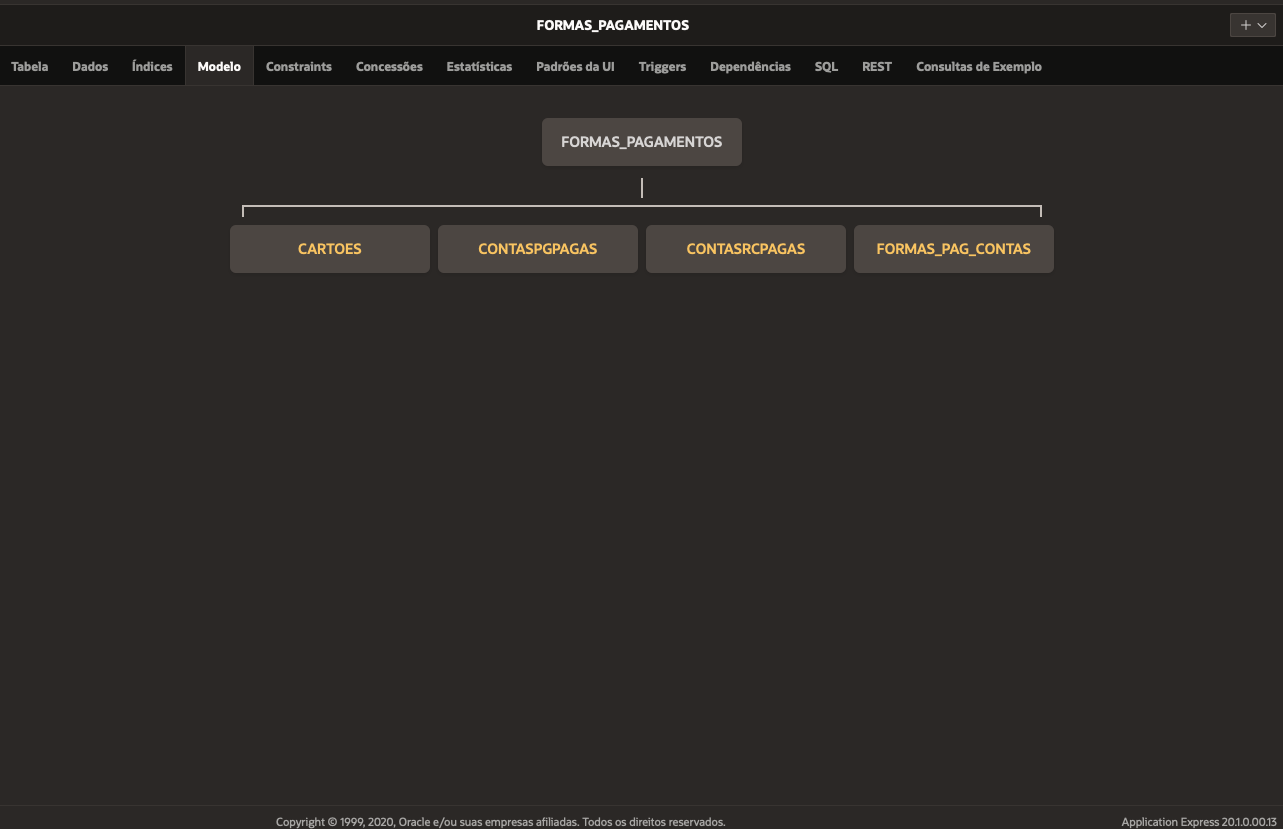 FORMAS_PAGAMENTOS
Tabela Dados Índices Modelo Constraints Concessões Estatísticas Padrões da UI Triggers Dependências SQL REST Consultas de Exemplo
FORMAS_PAGAMENTOS
CARTOES CONTASPGPAGAS CONTASRCPAGAS FORMAS_PAG_CONTAS
Copyright © 1999, 2020, Oracle e/ou suas empresas afiliadas. Todos os direitos reservados. Application Express 20.1.0.00.13